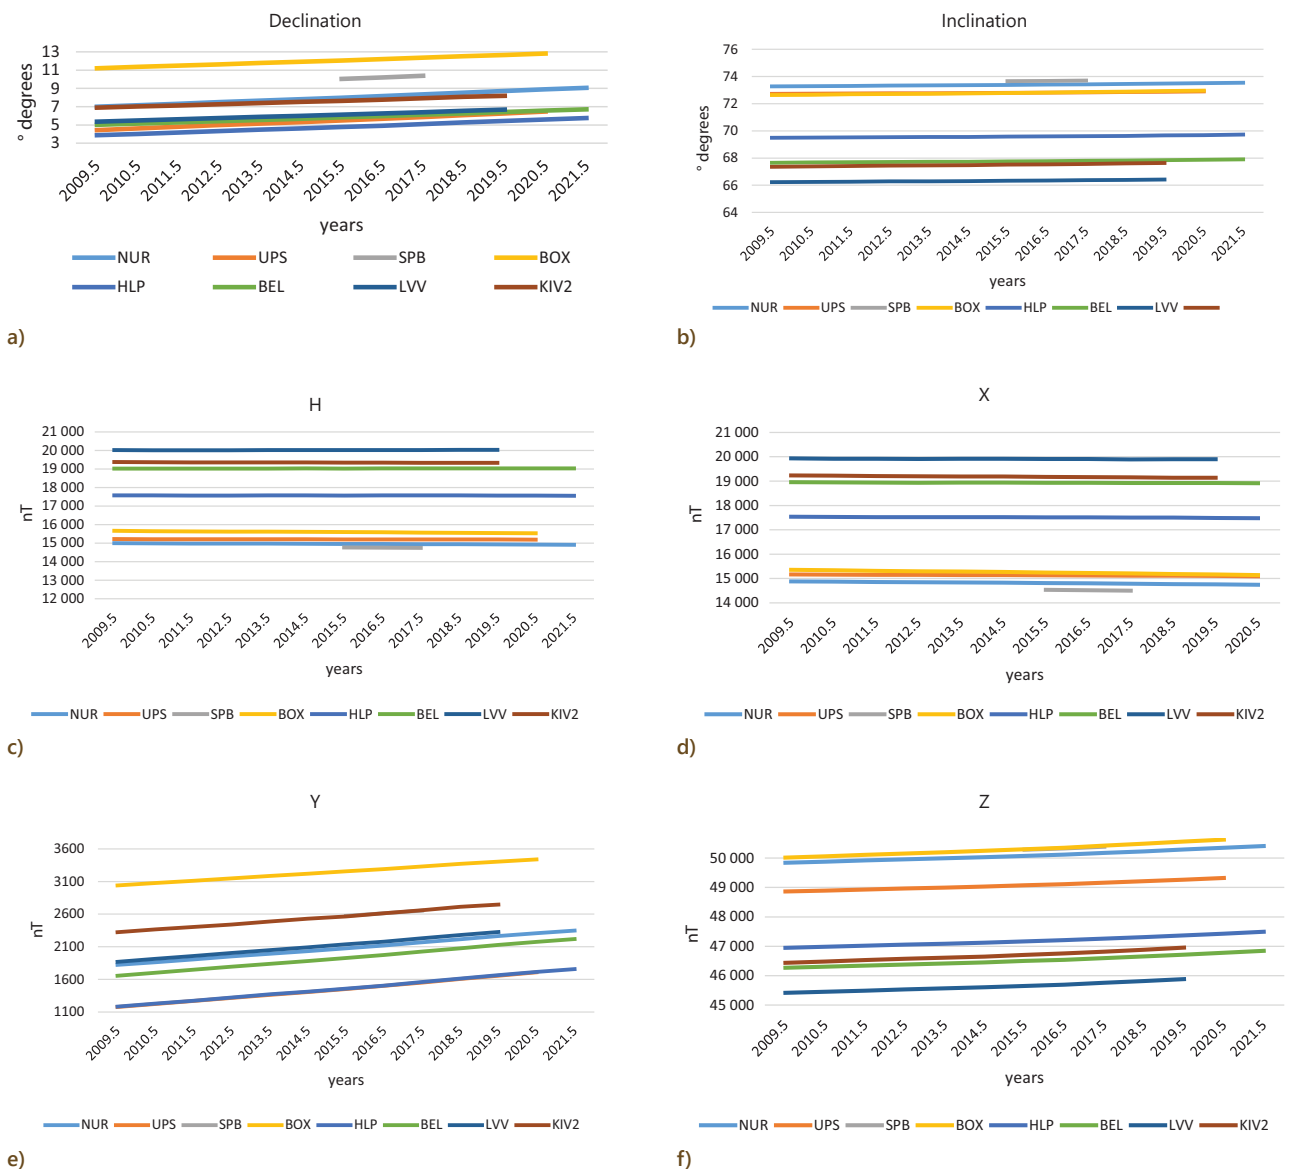 Declination
13
11
9
7
5
3
° degrees
2009.5 2010.5 2011.5 2012.5 2013.5 2014.5 2015.5 2016.5 2017.5 2018.5 2019.5 2020.5 2021.5
years
NUR UPS SPB BOX
HLP BEL LVV KIV2
a)
Inclination
76
74
72
70
68
66
64
° degrees
2009.5 2010.5 2011.5 2012.5 2013.5 2014.5 2015.5 2016.5 2017.5 2018.5 2019.5 2020.5 2021.5
years
NUR UPS SPB BOX HLP BEL LVV
b)
H
21 000
20 000
19 000
18 000
17 000
16 000
15 000
14 000
13 000
12 000
nT
2009.5 2010.5 2011.5 2012.5 2013.5 2014.5 2015.5 2016.5 2017.5 2018.5 2019.5 2020.5 2021.5
years
NUR UPS SPB BOX HLP BEL LVV KIV2
c)
X
21 000
20 000
19 000
18 000
17 000
16 000
15 000
14 000
nT
2009.5 2010.5 2011.5 2012.5 2013.5 2014.5 2015.5 2016.5 2017.5 2018.5 2019.5 2020.5
years
NUR UPS SPB BOX HLP BEL LVV KIV2
d)
Y
3600
3100
2600
2100
1600
1100
nT
2009.5 2010.5 2011.5 2012.5 2013.5 2014.5 2015.5 2016.5 2017.5 2018.5 2019.5 2020.5 2021.5
years
NUR UPS SPB BOX HLP BEL LVV KIV2
e)
Z
50 000
49 000
48 000
47 000
46 000
45 000
nT
2009.5 2010.5 2011.5 2012.5 2013.5 2014.5 2015.5 2016.5 2017.5 2018.5 2019.5 2020.5 2021.5
years
NUR UPS SPB BOX HLP BEL LVV KIV2
f)